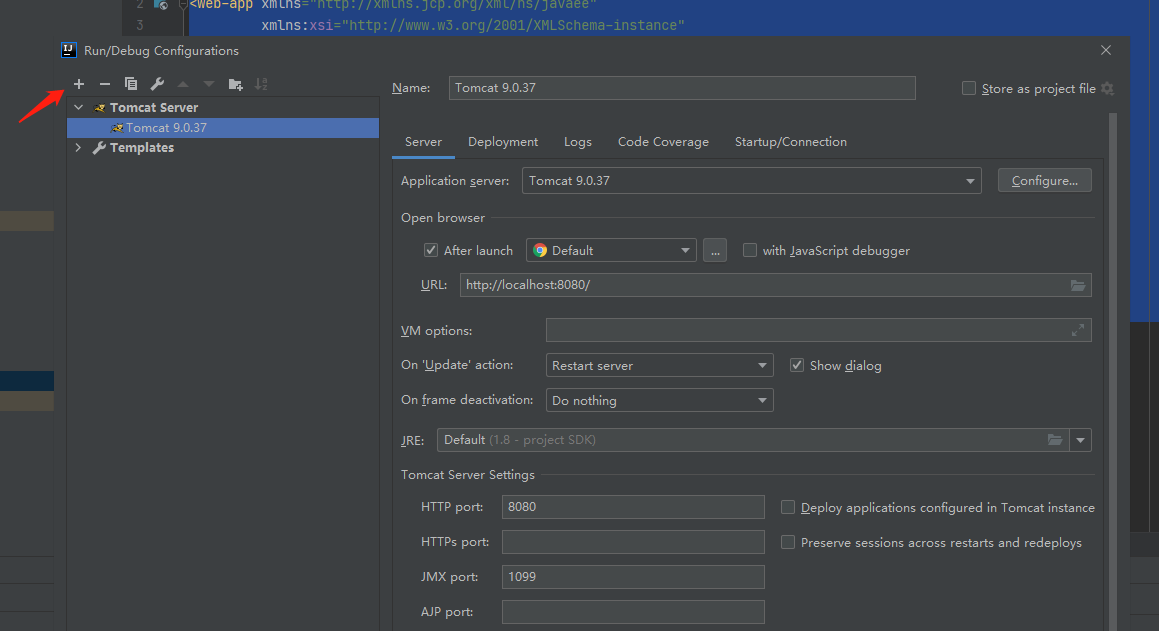 2 <web-app xmlns="http://xmlns.jcp.org/xml/ns/javaee"
3 xmlns:xsi="http://www.w3.org/2001/XMLSchema-instance"
IJ Run/Debug Configurations
Name: Tomcat 9.0.37 Store as project file
Tomcat Server
Tomcat 9.0.37
Templates
Server Deployment Logs Code Coverage Startup/Connection
Application server: Tomcat 9.0.37 Configure...
Open browser
After launch Default ... with JavaScript debugger
URL: http://localhost:8080/
VM options:
On 'Update' action: Restart server Show dialog
On frame deactivation: Do nothing
JRE: Default (1.8 - project SDK)
Tomcat Server Settings
HTTP port: 8080 Deploy applications configured in Tomcat instance
HTTPs port: Preserve sessions across restarts and redeploys
JMX port: 1099
AJP port: